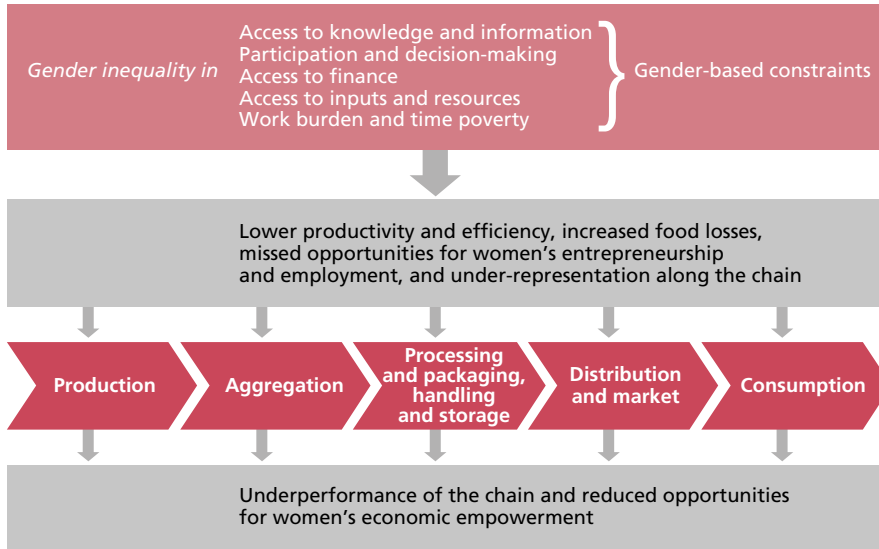 Gender inequality in
Access to knowledge and information
Participation and decision-making
Access to finance
Access to inputs and resources
Work burden and time poverty
Gender-based constraints
Lower productivity and efficiency, increased food losses,
missed opportunities for women’s entrepreneurship
and employment, and under-representation along the chain
Production
Aggregation
Processing
and packaging,
handling
and storage
Distribution
and market
Consumption
Underperformance of the chain and reduced opportunities
for women’s economic empowerment